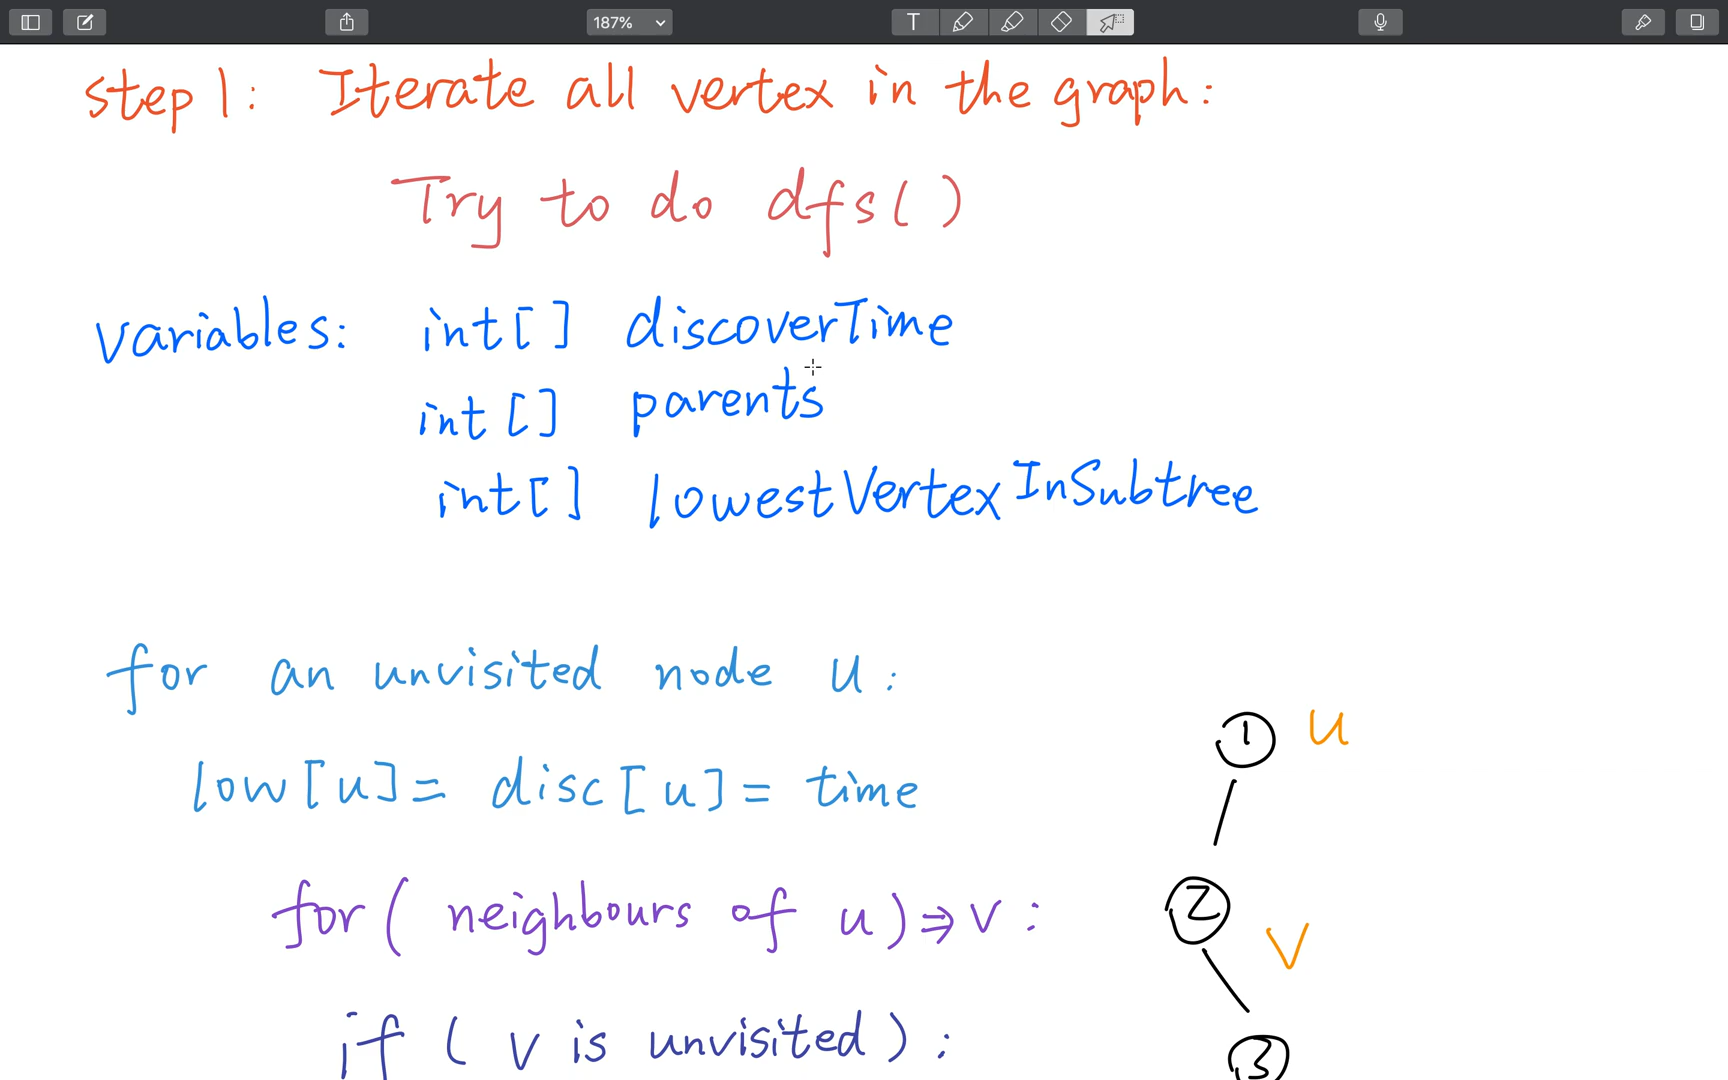 187%
T
step 1: Iterate all vertex in the graph:
Try to do dfs()
variables: int[] discoverTime
int[] parents
int[] lowestVertexInSubtree
for an unvisited node u:
1 u
low[u] = disc[u] = time
for( neighbours of u) ⇒ v:
2
v
if ( v is unvisited ):
3